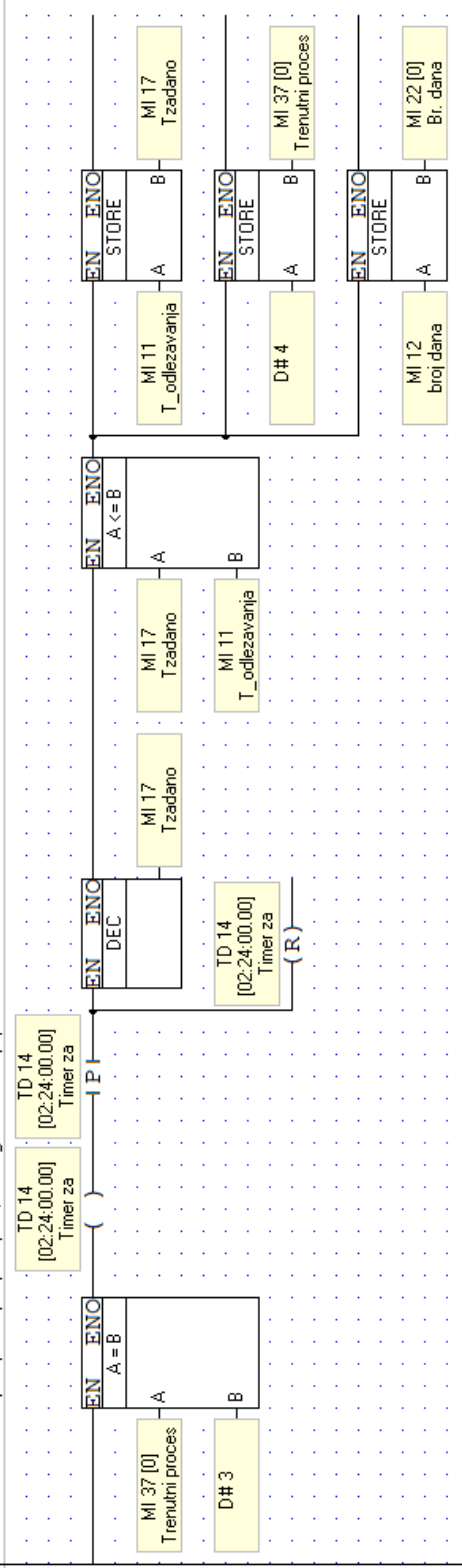 MI 37 [0]
Trenutni proces
D# 3
EN ENO
A = B
A
B
TD 14
[02:24:00.00]
Timer za
( )
TD 14
[02:24:00.00]
Timer za
P
EN ENO
DEC
MI 17
Tzadano
TD 14
[02:24:00.00]
Timer za
(R)
MI 17
Tzadano
MI 11
T_odlezavanja
EN ENO
A <= B
A
B
MI 11
T_odlezavanja
EN ENO
STORE
A
B
MI 17
Tzadano
D# 4
EN ENO
STORE
A
B
MI 37 [0]
Trenutni proces
MI 12
broj dana
EN ENO
STORE
A
B
MI 22 [0]
Br. dana